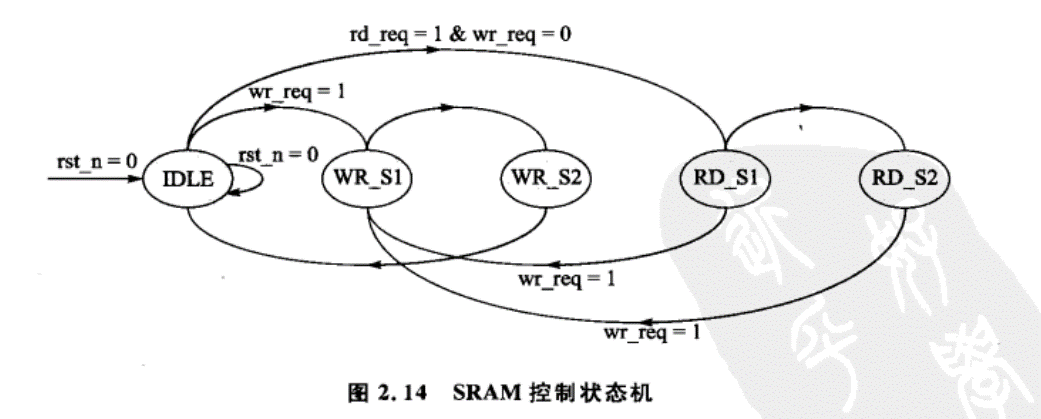 rd_req = 1 & wr_req = 0
wr_req = 1
rst_n = 0
rst_n = 0
IDLE
WR_S1
WR_S2
RD_S1
RD_S2
wr_req = 1
wr_req = 1
图 2.14 SRAM 控制状态机